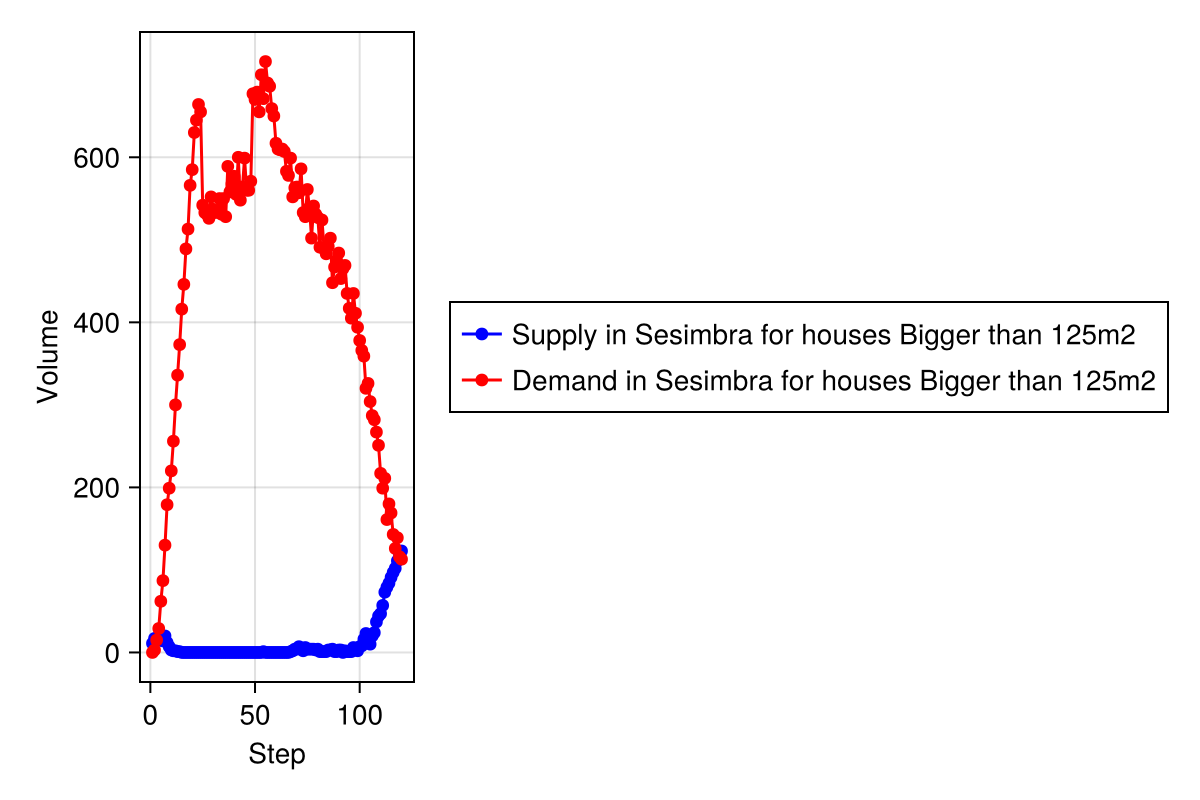 600
400
200
0
Volume
0 50 100
Step
Supply in Sesimbra for houses Bigger than 125m2
Demand in Sesimbra for houses Bigger than 125m2